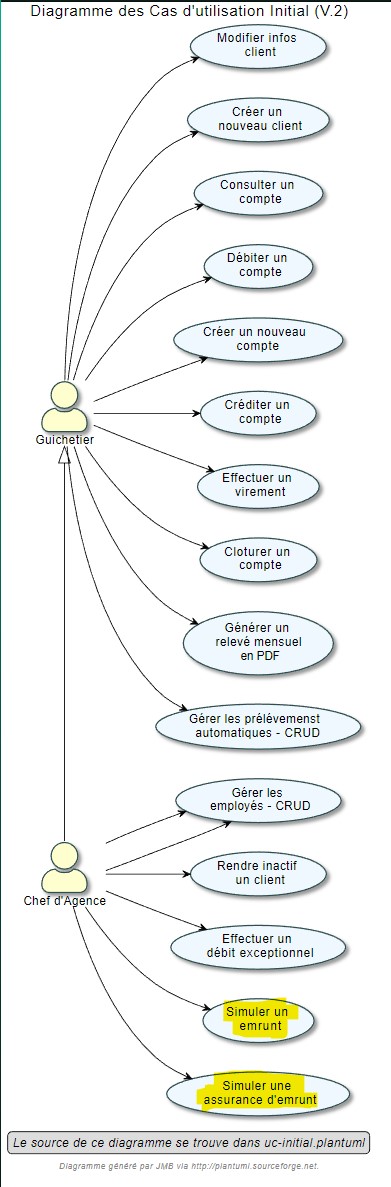 Diagramme des Cas d'utilisation Initial (V.2)
Modifier infos
client
Créer un
nouveau client
Consulter un
compte
Débiter un
compte
Créer un nouveau
compte
Créditer un
compte
Guichetier
Effectuer un
virement
Cloturer un
compte
Générer un
relevé mensuel
en PDF
Gérer les prélèvemenst
automatiques - CRUD
Gérer les
employés - CRUD
Rendre inactif
un client
Chef d'Agence
Effectuer un
débit exceptionnel
Simuler un
emrunt
Simuler une
assurance d'emrunt
Le source de ce diagramme se trouve dans uc-initial.plantuml
Diagramme généré par JMB via http://plantuml.sourceforge.net.